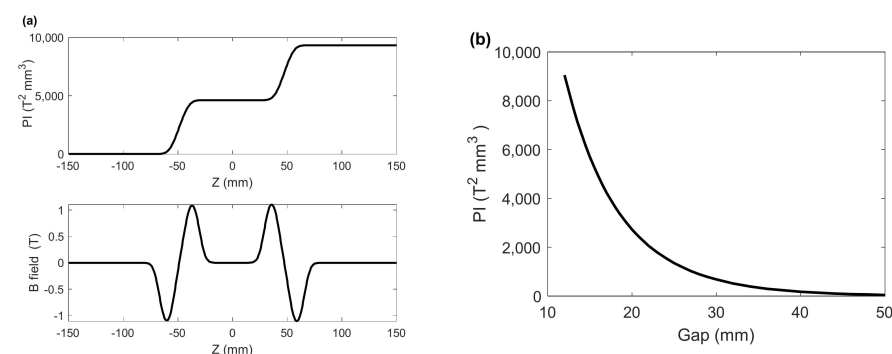 (a)
10,000
5,000
0
PI (T² mm³)
-150 -100 -50 0 50 100 150
Z (mm)
1
0.5
0
-0.5
-1
B field (T)
-150 -100 -50 0 50 100 150
Z (mm)
(b)
10,000
8,000
6,000
4,000
2,000
0
PI (T² mm³ )
10 20 30 40 50
Gap (mm)